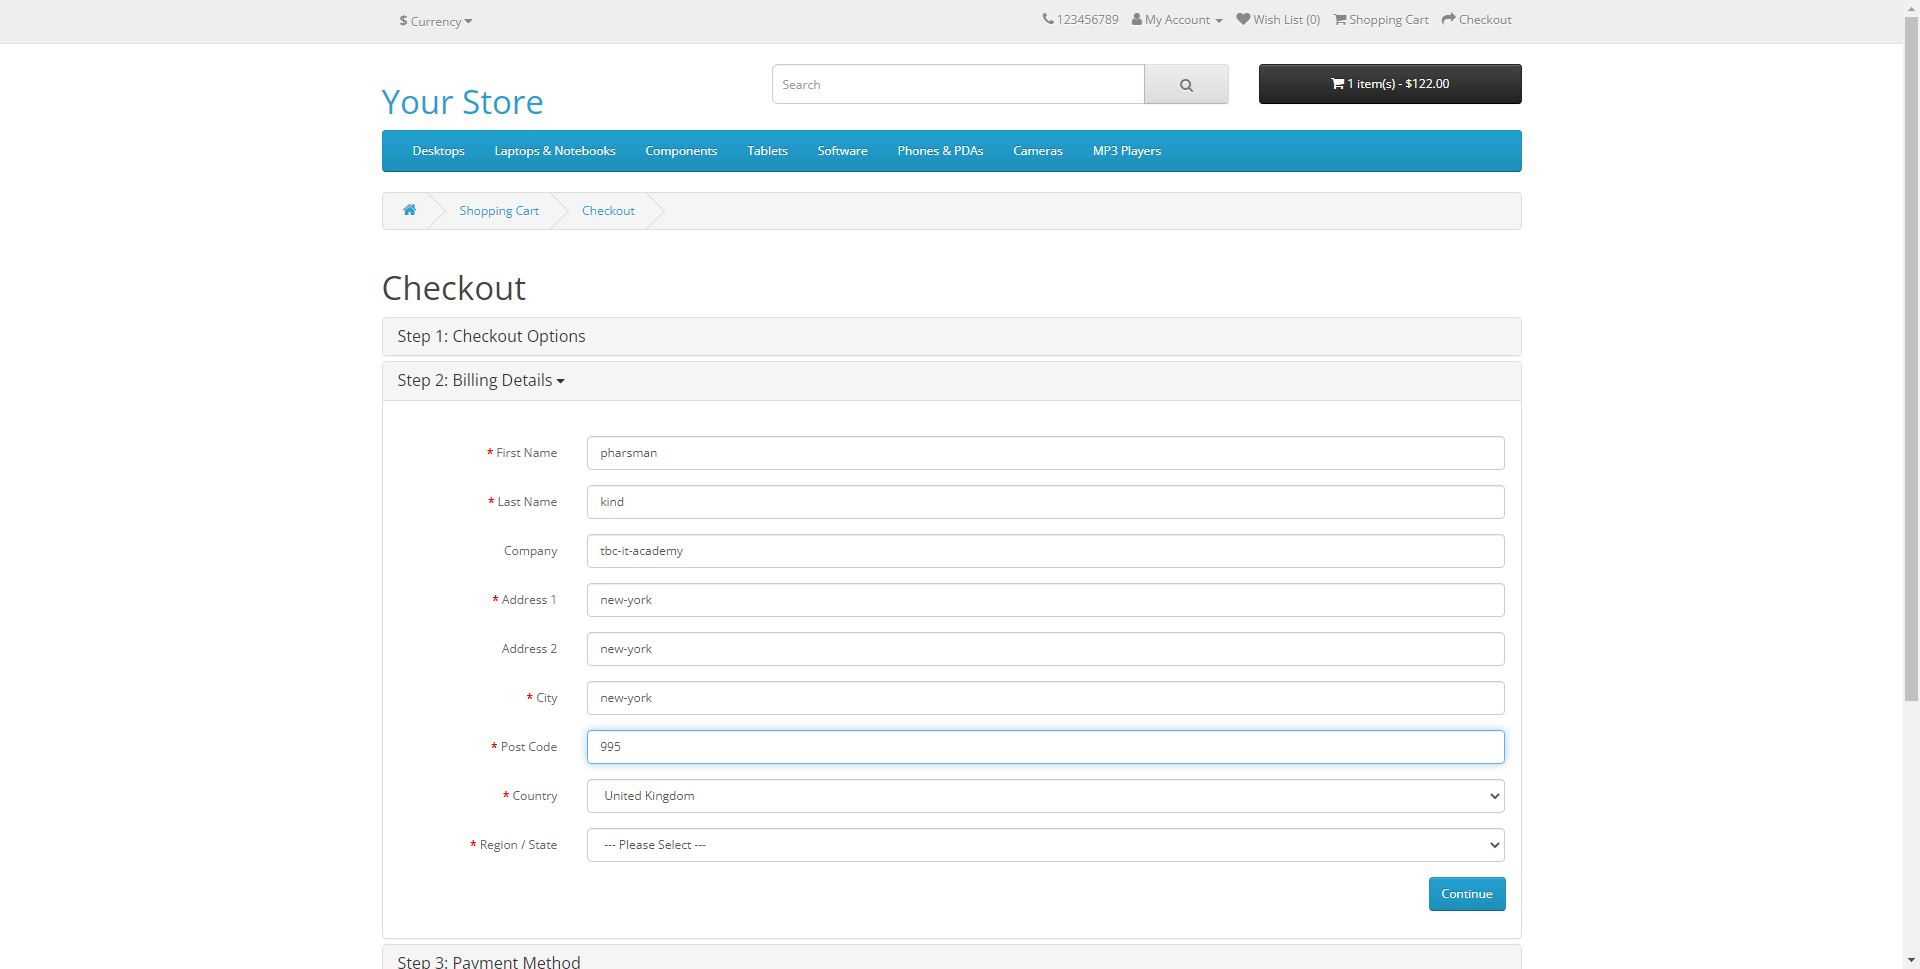 $ Currency
123456789 My Account Wish List (0) Shopping Cart Checkout
Your Store
Search
1 item(s) - $122.00
Desktops Laptops & Notebooks Components Tablets Software Phones & PDAs Cameras MP3 Players
Shopping Cart Checkout
Checkout
Step 1: Checkout Options
Step 2: Billing Details
* First Name pharsman
* Last Name kind
Company tbc-it-academy
* Address 1 new-york
Address 2 new-york
* City new-york
* Post Code 995
* Country United Kingdom
* Region / State --- Please Select ---
Continue
Step 3: Payment Method